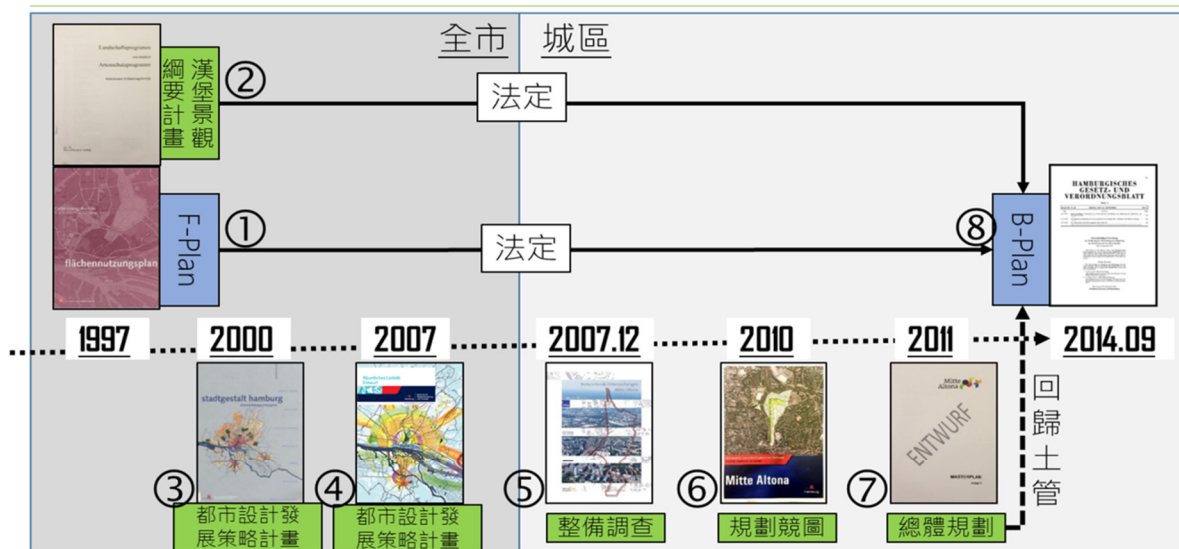 全市
城區
Landschaftsprogramm
Artenschutzprogramm
漢堡景觀
綱要計畫
②
法定
flächennutzungsplan
F-Plan
①
法定
⑧
B-Plan
HAMBURGISCHES
GESETZ- UND
VERORDNUNGSBLATT
1997
2000
2007
2007.12
2010
2011
2014.09
stadtgestalt hamburg
③
都市設計發
展策略計畫
Räumliches Leitbild
Entwurf
④
都市設計發
展策略計畫
⑤
整備調查
Mitte Altona
⑥
規劃競圖
Mitte
Altona
ENTWURF
MASTERPLAN
⑦
總體規劃
回歸土管